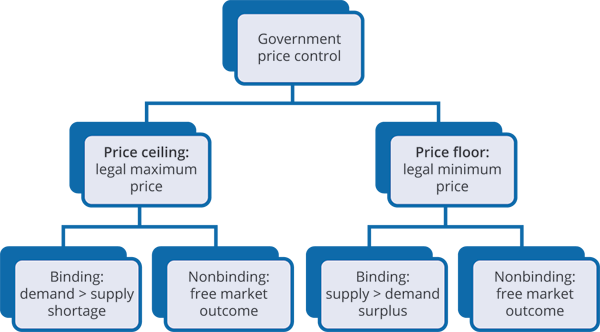 Government
price control
Price ceiling:
legal maximum
price
Price floor:
legal minimum
price
Binding:
demand > supply
shortage
Nonbinding:
free market
outcome
Binding:
supply > demand
surplus
Nonbinding:
free market
outcome